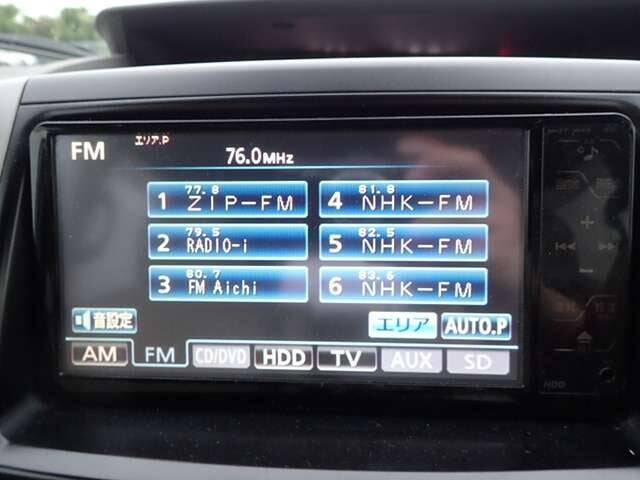 FM エリア.P
76.0MHz
77.8
1 ZIP-FM
81.8
4 NHK-FM
79.5
2 RADIO-i
82.5
5 NHK-FM
80.7
3 FM Aichi
83.6
6 NHK-FM
音設定 エリア AUTO.P
AM FM CD/DVD HDD TV AUX SD
HDD